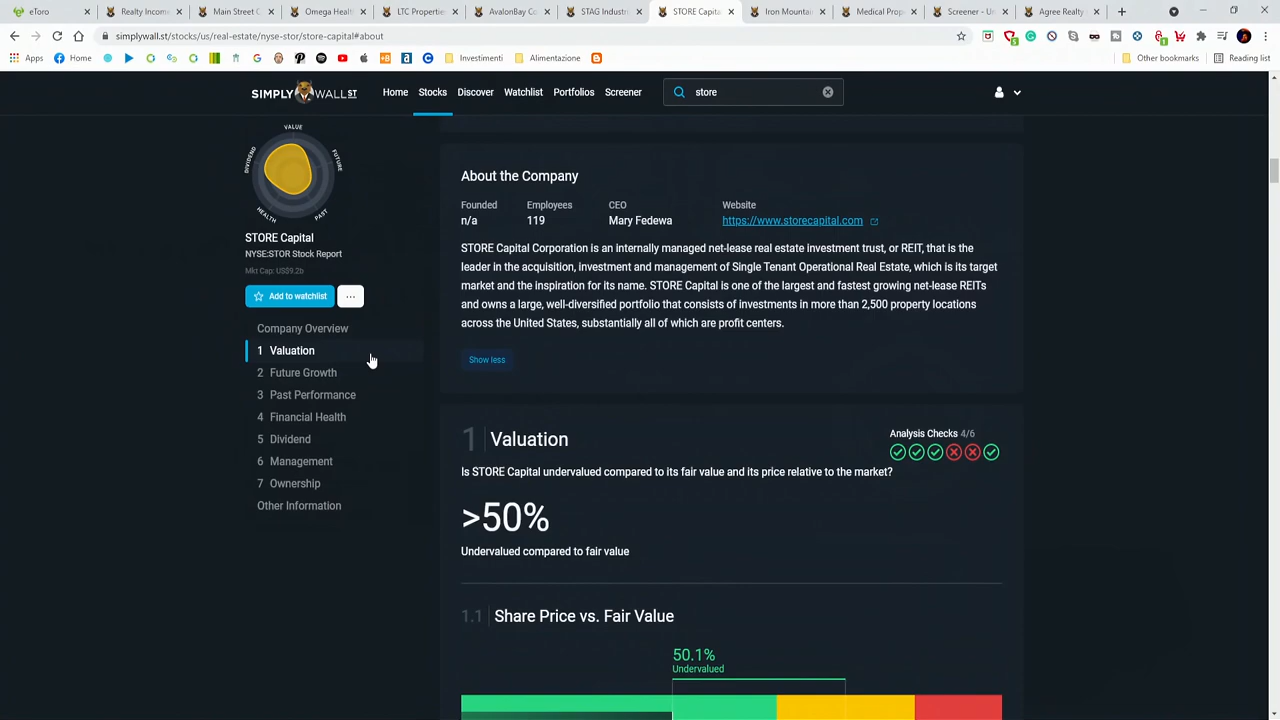 eToro
Realty Incom
Main Street C
Omega Healt
LTC Propertie
AvalonBay Co
STAG Industri
STORE Capita
Iron Mountain
Medical Prop
Screener - U
Agree Realty
simplywall.st/stocks/us/real-estate/nyse-stor/store-capital#about
Apps
Home
Investimenti
Alimentazione
Other bookmarks
Reading list
SIMPLY WALL ST
Home
Stocks
Discover
Watchlist
Portfolios
Screener
store
VALUE
FUTURE
PAST
HEALTH
DIVIDEND
STORE Capital
NYSE:STOR Stock Report
Mkt Cap: US$9.2b
Add to watchlist
...
Company Overview
1 Valuation
2 Future Growth
3 Past Performance
4 Financial Health
5 Dividend
6 Management
7 Ownership
Other Information
About the Company
Founded Employees CEO Website
n/a 119 Mary Fedewa https://www.storecapital.com
STORE Capital Corporation is an internally managed net-lease real estate investment trust, or REIT, that is the
leader in the acquisition, investment and management of Single Tenant Operational Real Estate, which is its target
market and the inspiration for its name. STORE Capital is one of the largest and fastest growing net-lease REITs
and owns a large, well-diversified portfolio that consists of investments in more than 2,500 property locations
across the United States, substantially all of which are profit centers.
Show less
1 Valuation
Analysis Checks 4/6
Is STORE Capital undervalued compared to its fair value and its price relative to the market?
>50%
Undervalued compared to fair value
1.1 Share Price vs. Fair Value
50.1%
Undervalued